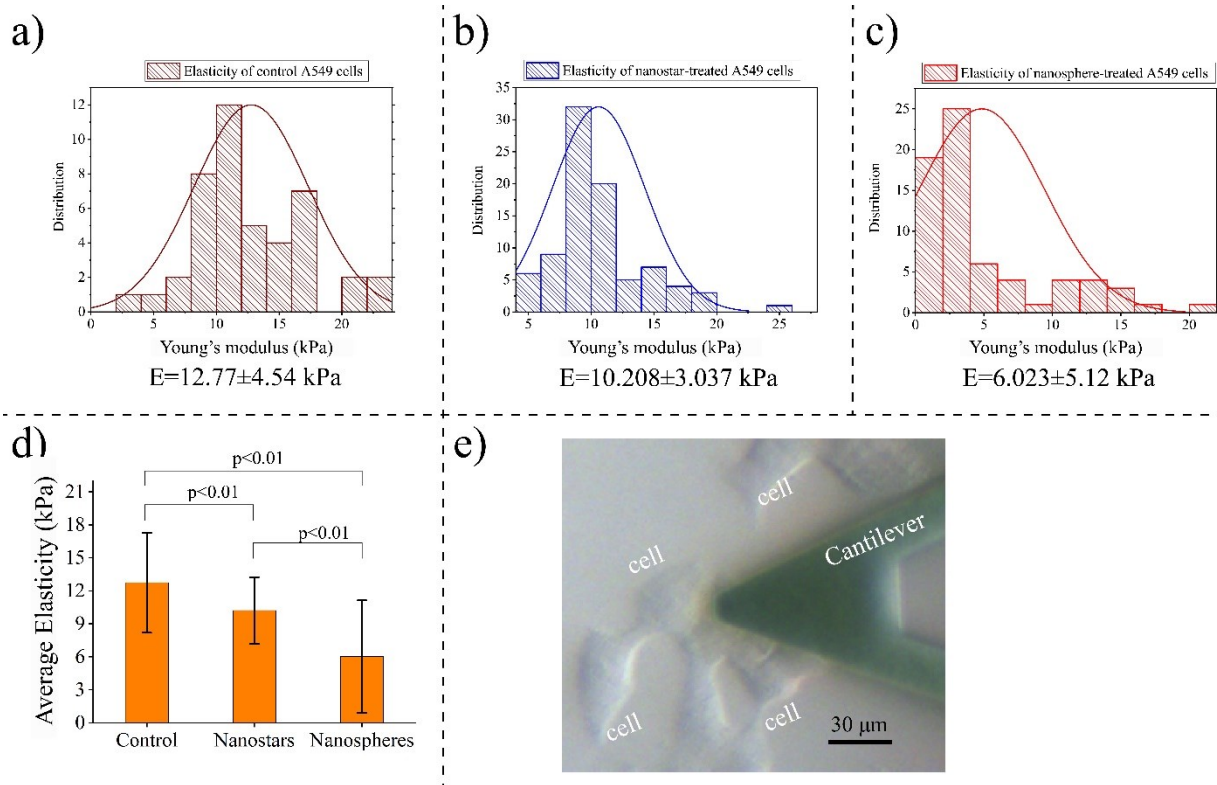 a)
Elasticity of control A549 cells
12
10
8
6
4
2
0
Distribution
0 5 10 15 20
Young's modulus (kPa)
E=12.77±4.54 kPa
b)
Elasticity of nanostar-treated A549 cells
35
30
25
20
15
10
5
0
Distribution
5 10 15 20 25
Young's modulus (kPa)
E=10.208±3.037 kPa
c)
Elasticity of nanosphere-treated A549 cells
25
20
15
10
5
0
Distribution
0 5 10 15 20
Young's modulus (kPa)
E=6.023±5.12 kPa
d)
p<0.01
p<0.01
p<0.01
21
18
15
12
9
6
3
0
Average Elasticity (kPa)
Control Nanostars Nanospheres
e)
cell
Cantilever
cell
cell
cell
30 μm